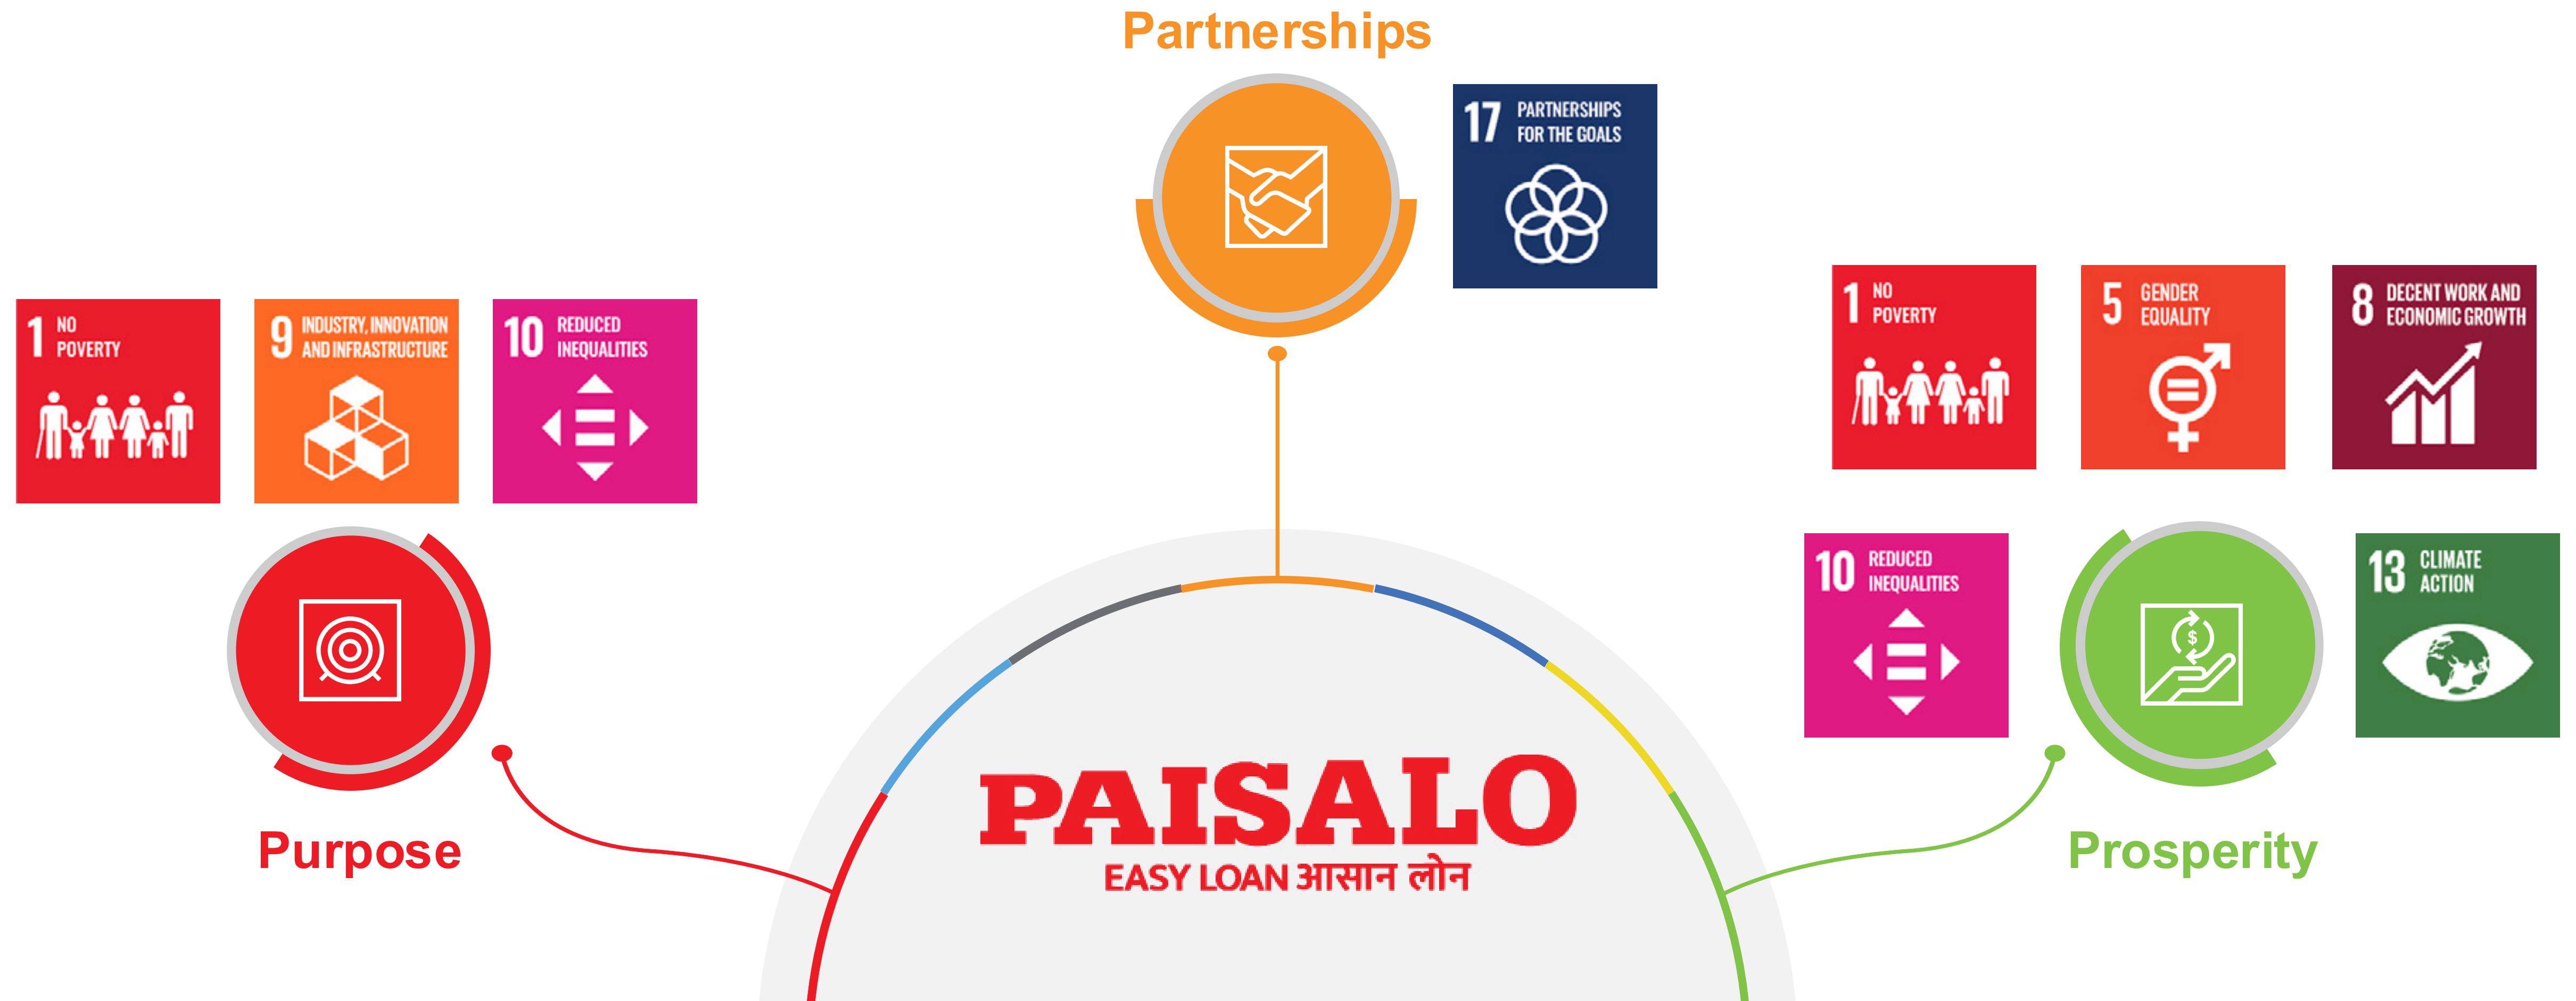 Partnerships
17 PARTNERSHIPS
FOR THE GOALS
1 NO
POVERTY
9 INDUSTRY, INNOVATION
AND INFRASTRUCTURE
10 REDUCED
INEQUALITIES
Purpose
1 NO
POVERTY
5 GENDER
EQUALITY
8 DECENT WORK AND
ECONOMIC GROWTH
10 REDUCED
INEQUALITIES
$
13 CLIMATE
ACTION
Prosperity
PAISALO
EASY LOAN आसान लोन